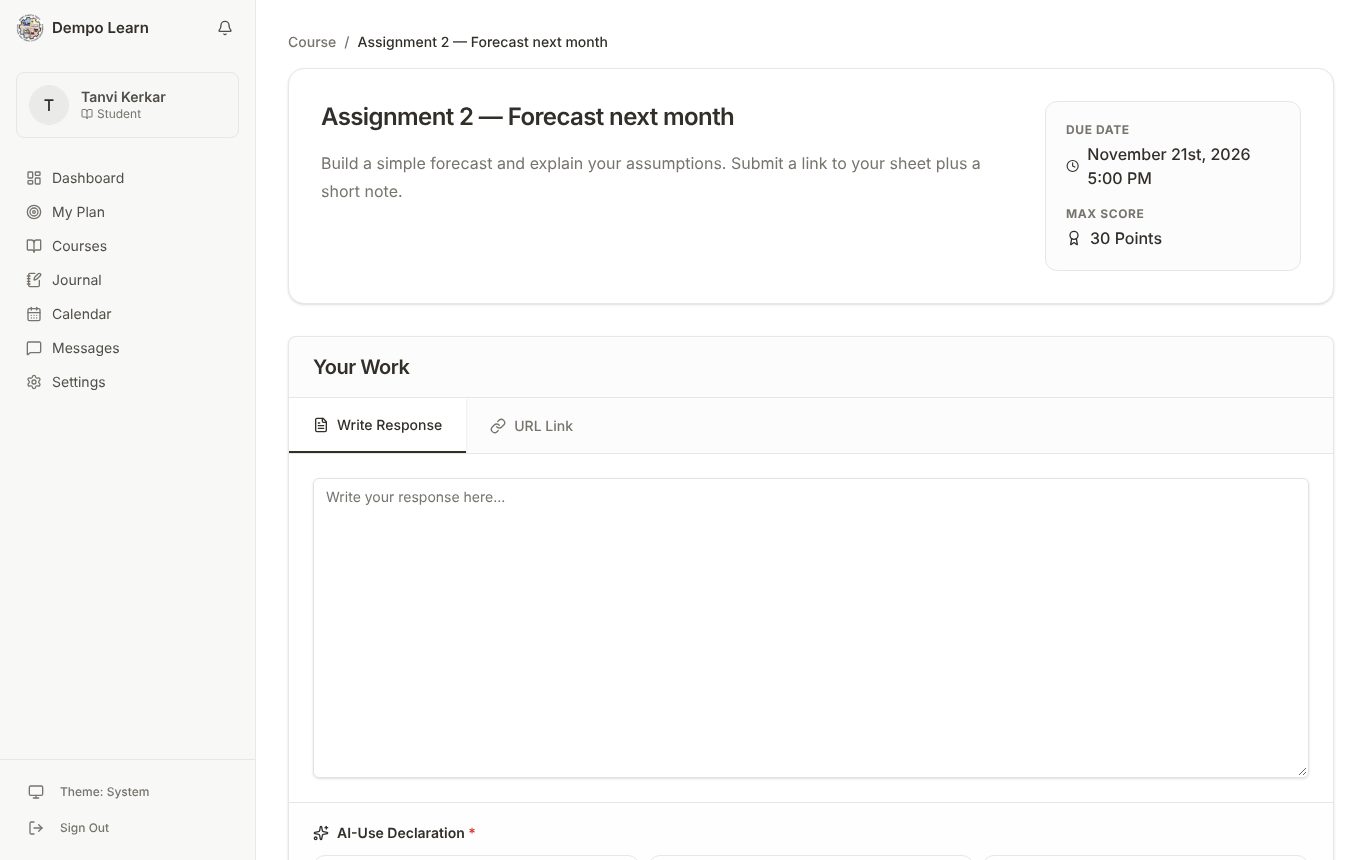 Dempo Learn
T
Tanvi Kerkar
Student
Dashboard
My Plan
Courses
Journal
Calendar
Messages
Settings
Theme: System
Sign Out
Course / Assignment 2 — Forecast next month
Assignment 2 — Forecast next month
Build a simple forecast and explain your assumptions. Submit a link to your sheet plus a
short note.
DUE DATE
November 21st, 2026
5:00 PM
MAX SCORE
30 Points
Your Work
Write Response
URL Link
Write your response here...
AI-Use Declaration *